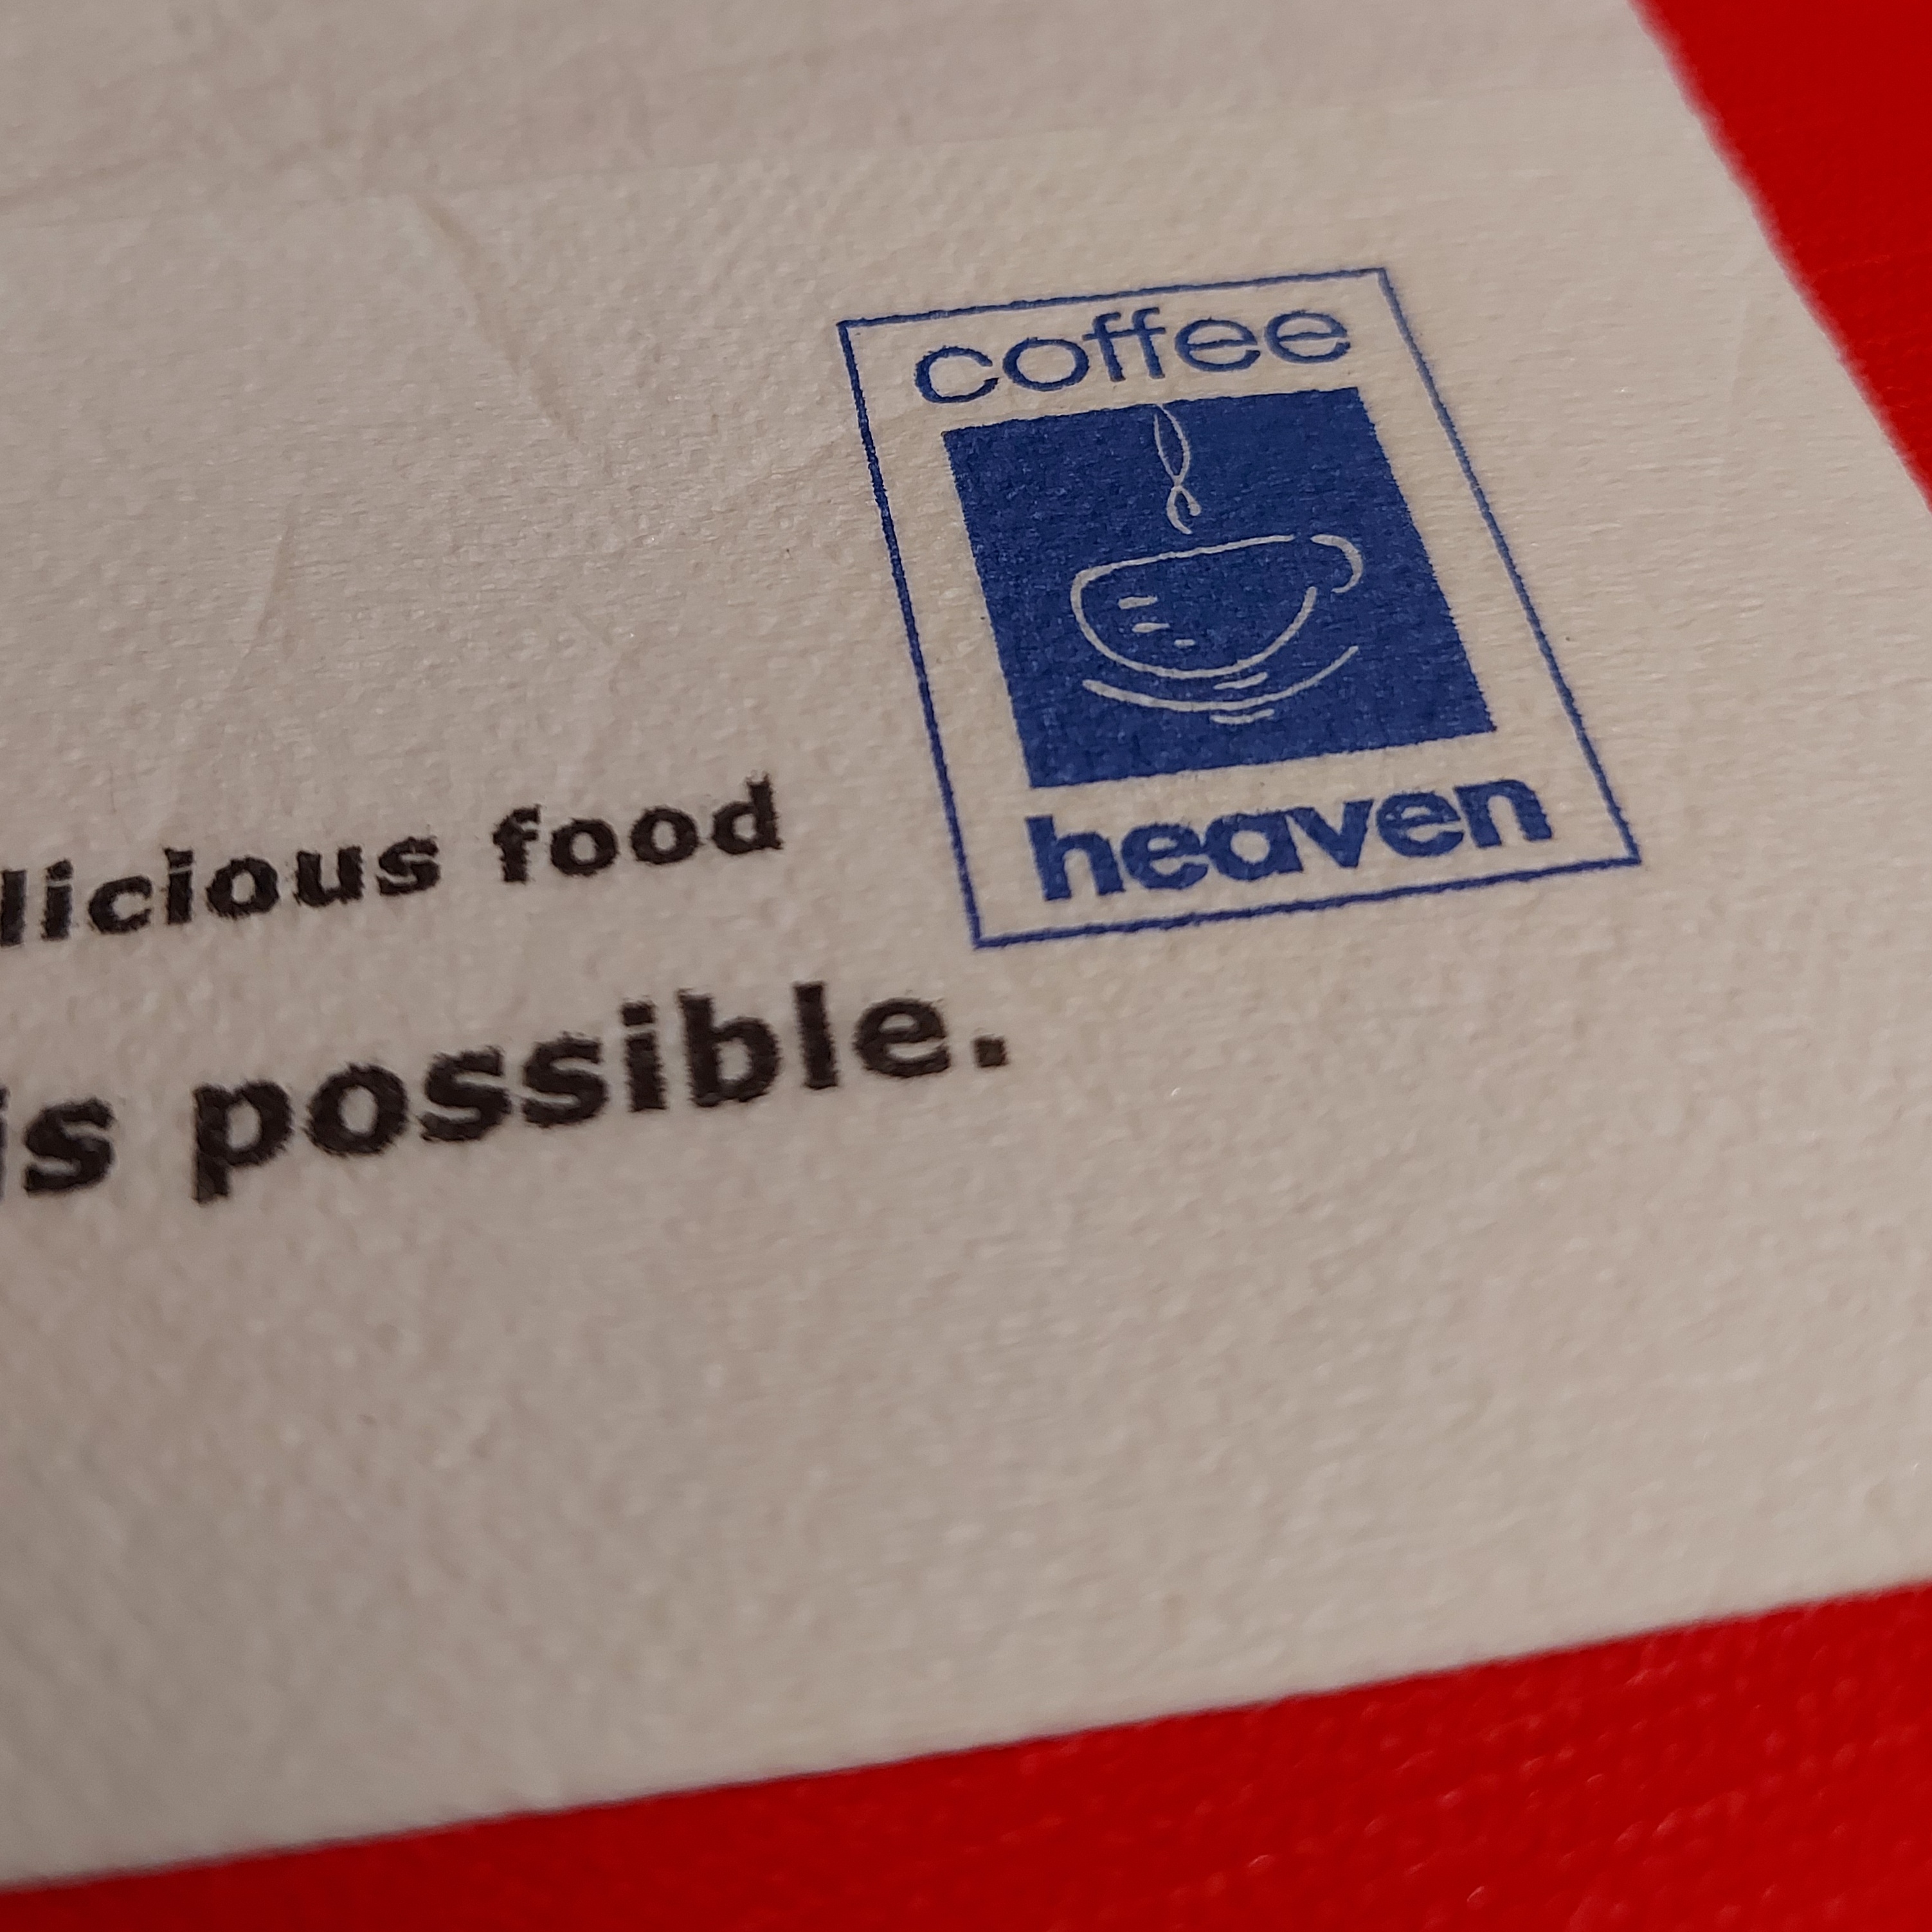 coffee
heaven
licious food
is possible.